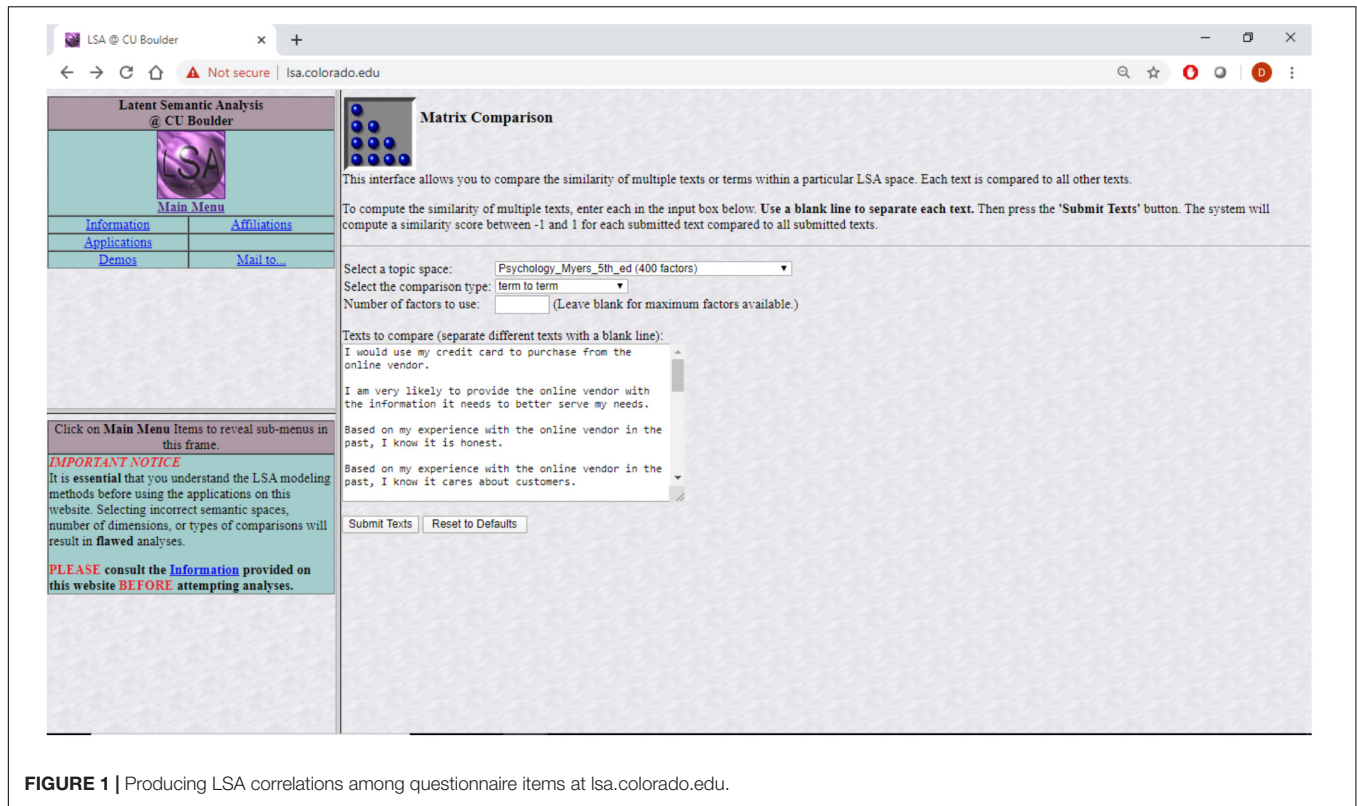 LSA @ CU Boulder
Not secure | lsa.colorado.edu
D
Latent Semantic Analysis
@ CU Boulder
LSA
Main Menu
Information Affiliations
Applications
Demos Mail to...
Click on Main Menu Items to reveal sub-menus in
this frame.
IMPORTANT NOTICE
It is essential that you understand the LSA modeling
methods before using the applications on this
website. Selecting incorrect semantic spaces,
number of dimensions, or types of comparisons will
result in flawed analyses.
PLEASE consult the Information provided on
this website BEFORE attempting analyses.
Matrix Comparison
This interface allows you to compare the similarity of multiple texts or terms within a particular LSA space. Each text is compared to all other texts.
To compute the similarity of multiple texts, enter each in the input box below. Use a blank line to separate each text. Then press the 'Submit Texts' button. The system will
compute a similarity score between -1 and 1 for each submitted text compared to all submitted texts.
Select a topic space: Psychology_Myers_5th_ed (400 factors)
Select the comparison type: term to term
Number of factors to use: (Leave blank for maximum factors available.)
Texts to compare (separate different texts with a blank line):
I would use my credit card to purchase from the
online vendor.
I am very likely to provide the online vendor with
the information it needs to better serve my needs.
Based on my experience with the online vendor in the
past, I know it is honest.
Based on my experience with the online vendor in the
past, I know it cares about customers.
Submit Texts Reset to Defaults
FIGURE 1 | Producing LSA correlations among questionnaire items at lsa.colorado.edu.